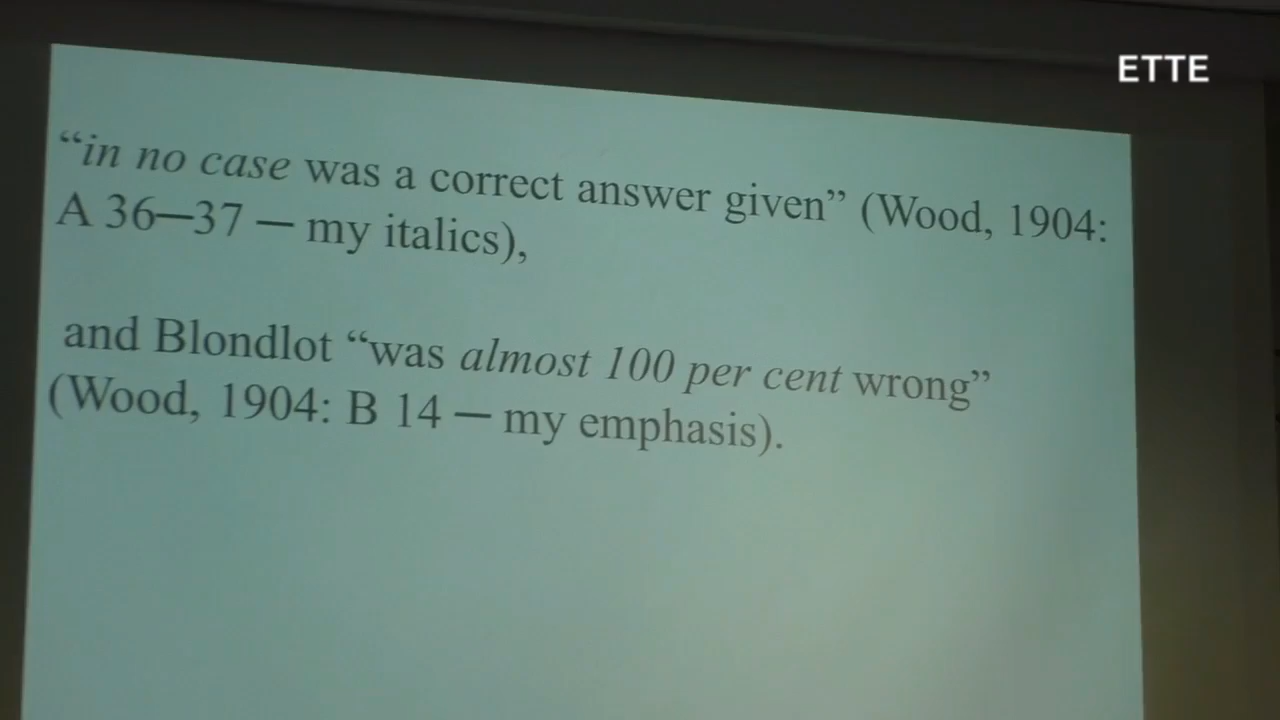 ETTE
“in no case was a correct answer given” (Wood, 1904:
A 36—37 — my italics),
and Blondlot “was almost 100 per cent wrong”
(Wood, 1904: B 14 — my emphasis).